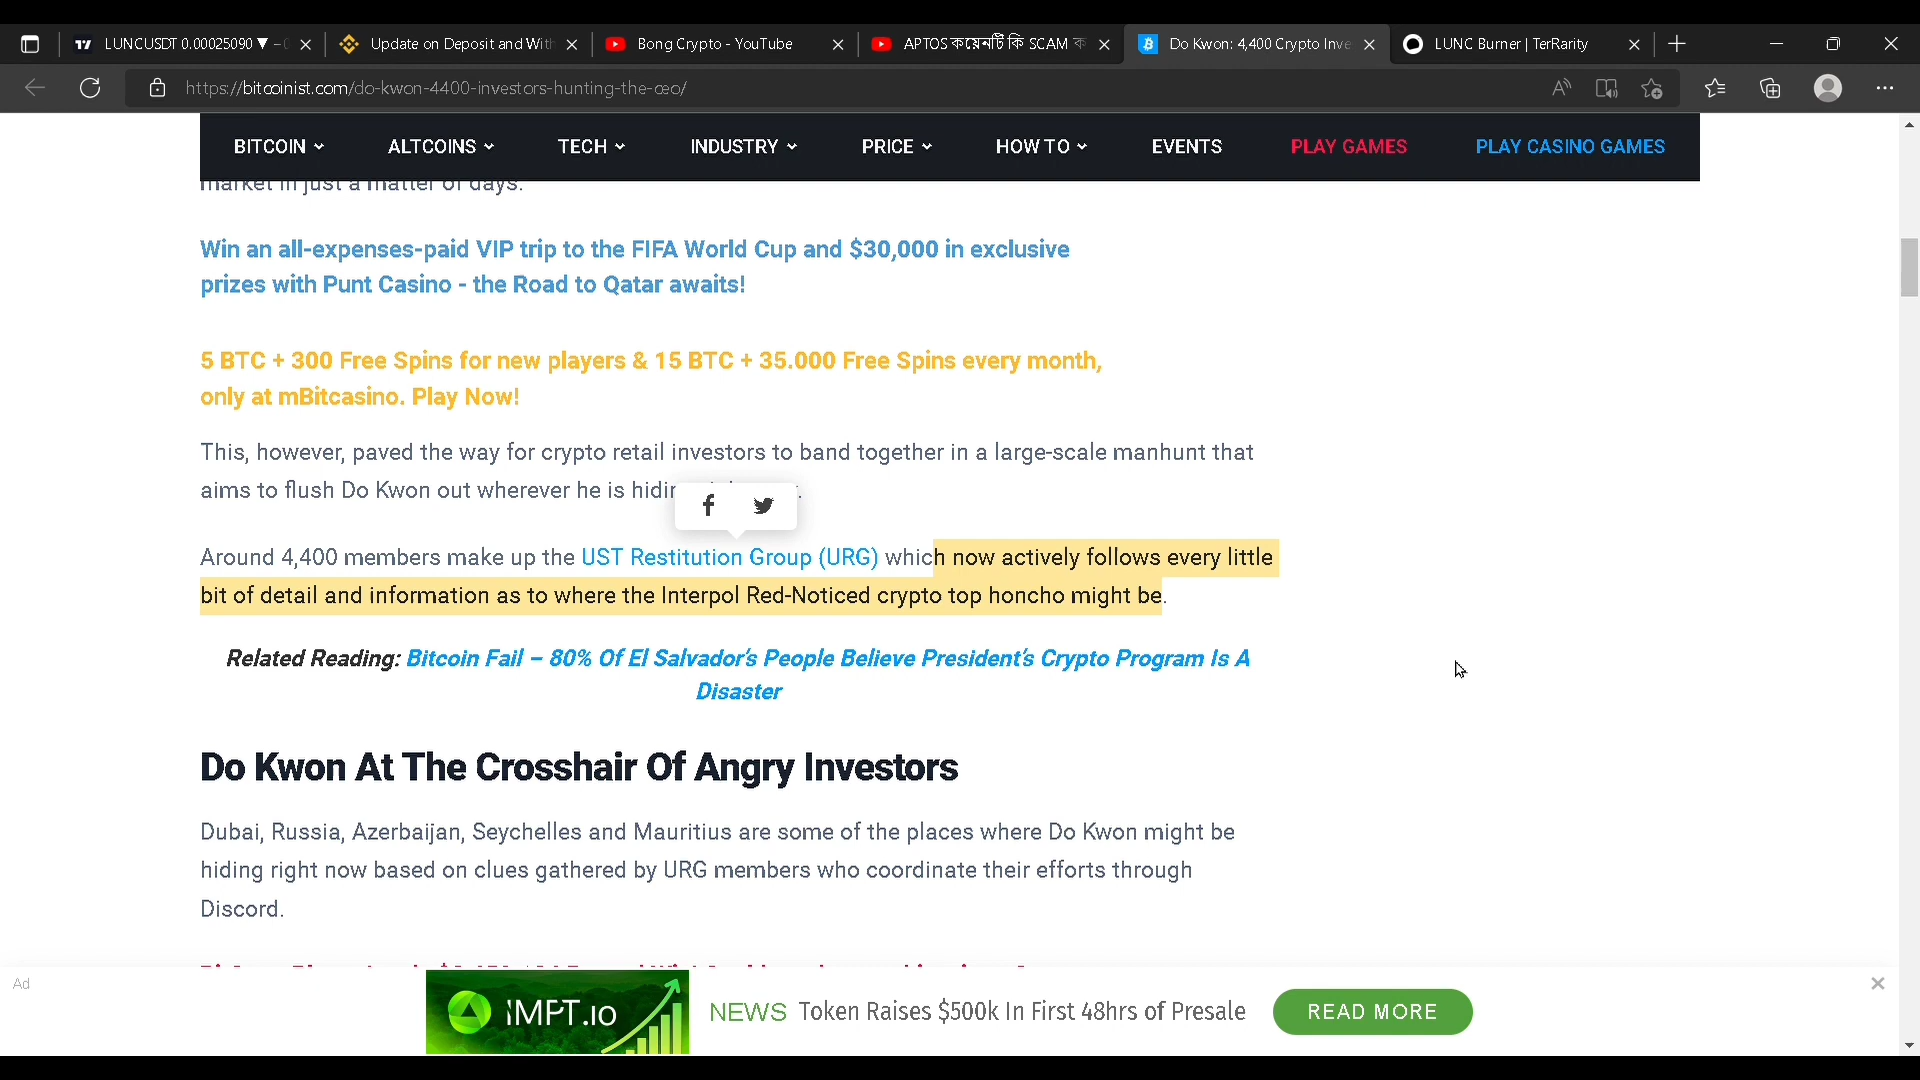 LUNCUSDT 0.00025090 ▼ −
Update on Deposit and With
Bong Crypto - YouTube
APTOS কয়েনটি কি SCAM ক
Do Kwon: 4,400 Crypto Inve
LUNC Burner | TerRarity
https://bitcoinist.com/do-kwon-4400-investors-hunting-the-ceo/
BITCOIN
ALTCOINS
TECH
INDUSTRY
PRICE
HOW TO
EVENTS
PLAY GAMES
PLAY CASINO GAMES
market in just a matter of days.
Win an all-expenses-paid VIP trip to the FIFA World Cup and $30,000 in exclusive
prizes with Punt Casino - the Road to Qatar awaits!
5 BTC + 300 Free Spins for new players & 15 BTC + 35.000 Free Spins every month,
only at mBitcasino. Play Now!
This, however, paved the way for crypto retail investors to band together in a large-scale manhunt that
aims to flush Do Kwon out wherever he is
Around 4,400 members make up the UST Restitution Group (URG) which now actively follows every little
bit of detail and information as to where the Interpol Red-Noticed crypto top honcho might be.
Related Reading: Bitcoin Fail – 80% Of El Salvador's People Believe President's Crypto Program Is A
Disaster
Do Kwon At The Crosshair Of Angry Investors
Dubai, Russia, Azerbaijan, Seychelles and Mauritius are some of the places where Do Kwon might be
hiding right now based on clues gathered by URG members who coordinate their efforts through
Discord.
Ad
IMPT.io
NEWS Token Raises $500k In First 48hrs of Presale
READ MORE